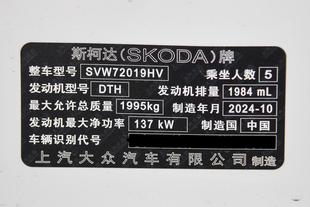 斯柯达(SKODA)牌
整车型号 SVW72019HV 乘坐人数 5
发动机型号 DTH 发动机排量 1984 mL
最大允许总质量 1995kg 制造年月 2024-10
发动机最大净功率 137 kW 制造国 中国
车辆识别代号
上汽大众汽车有限公司 制造